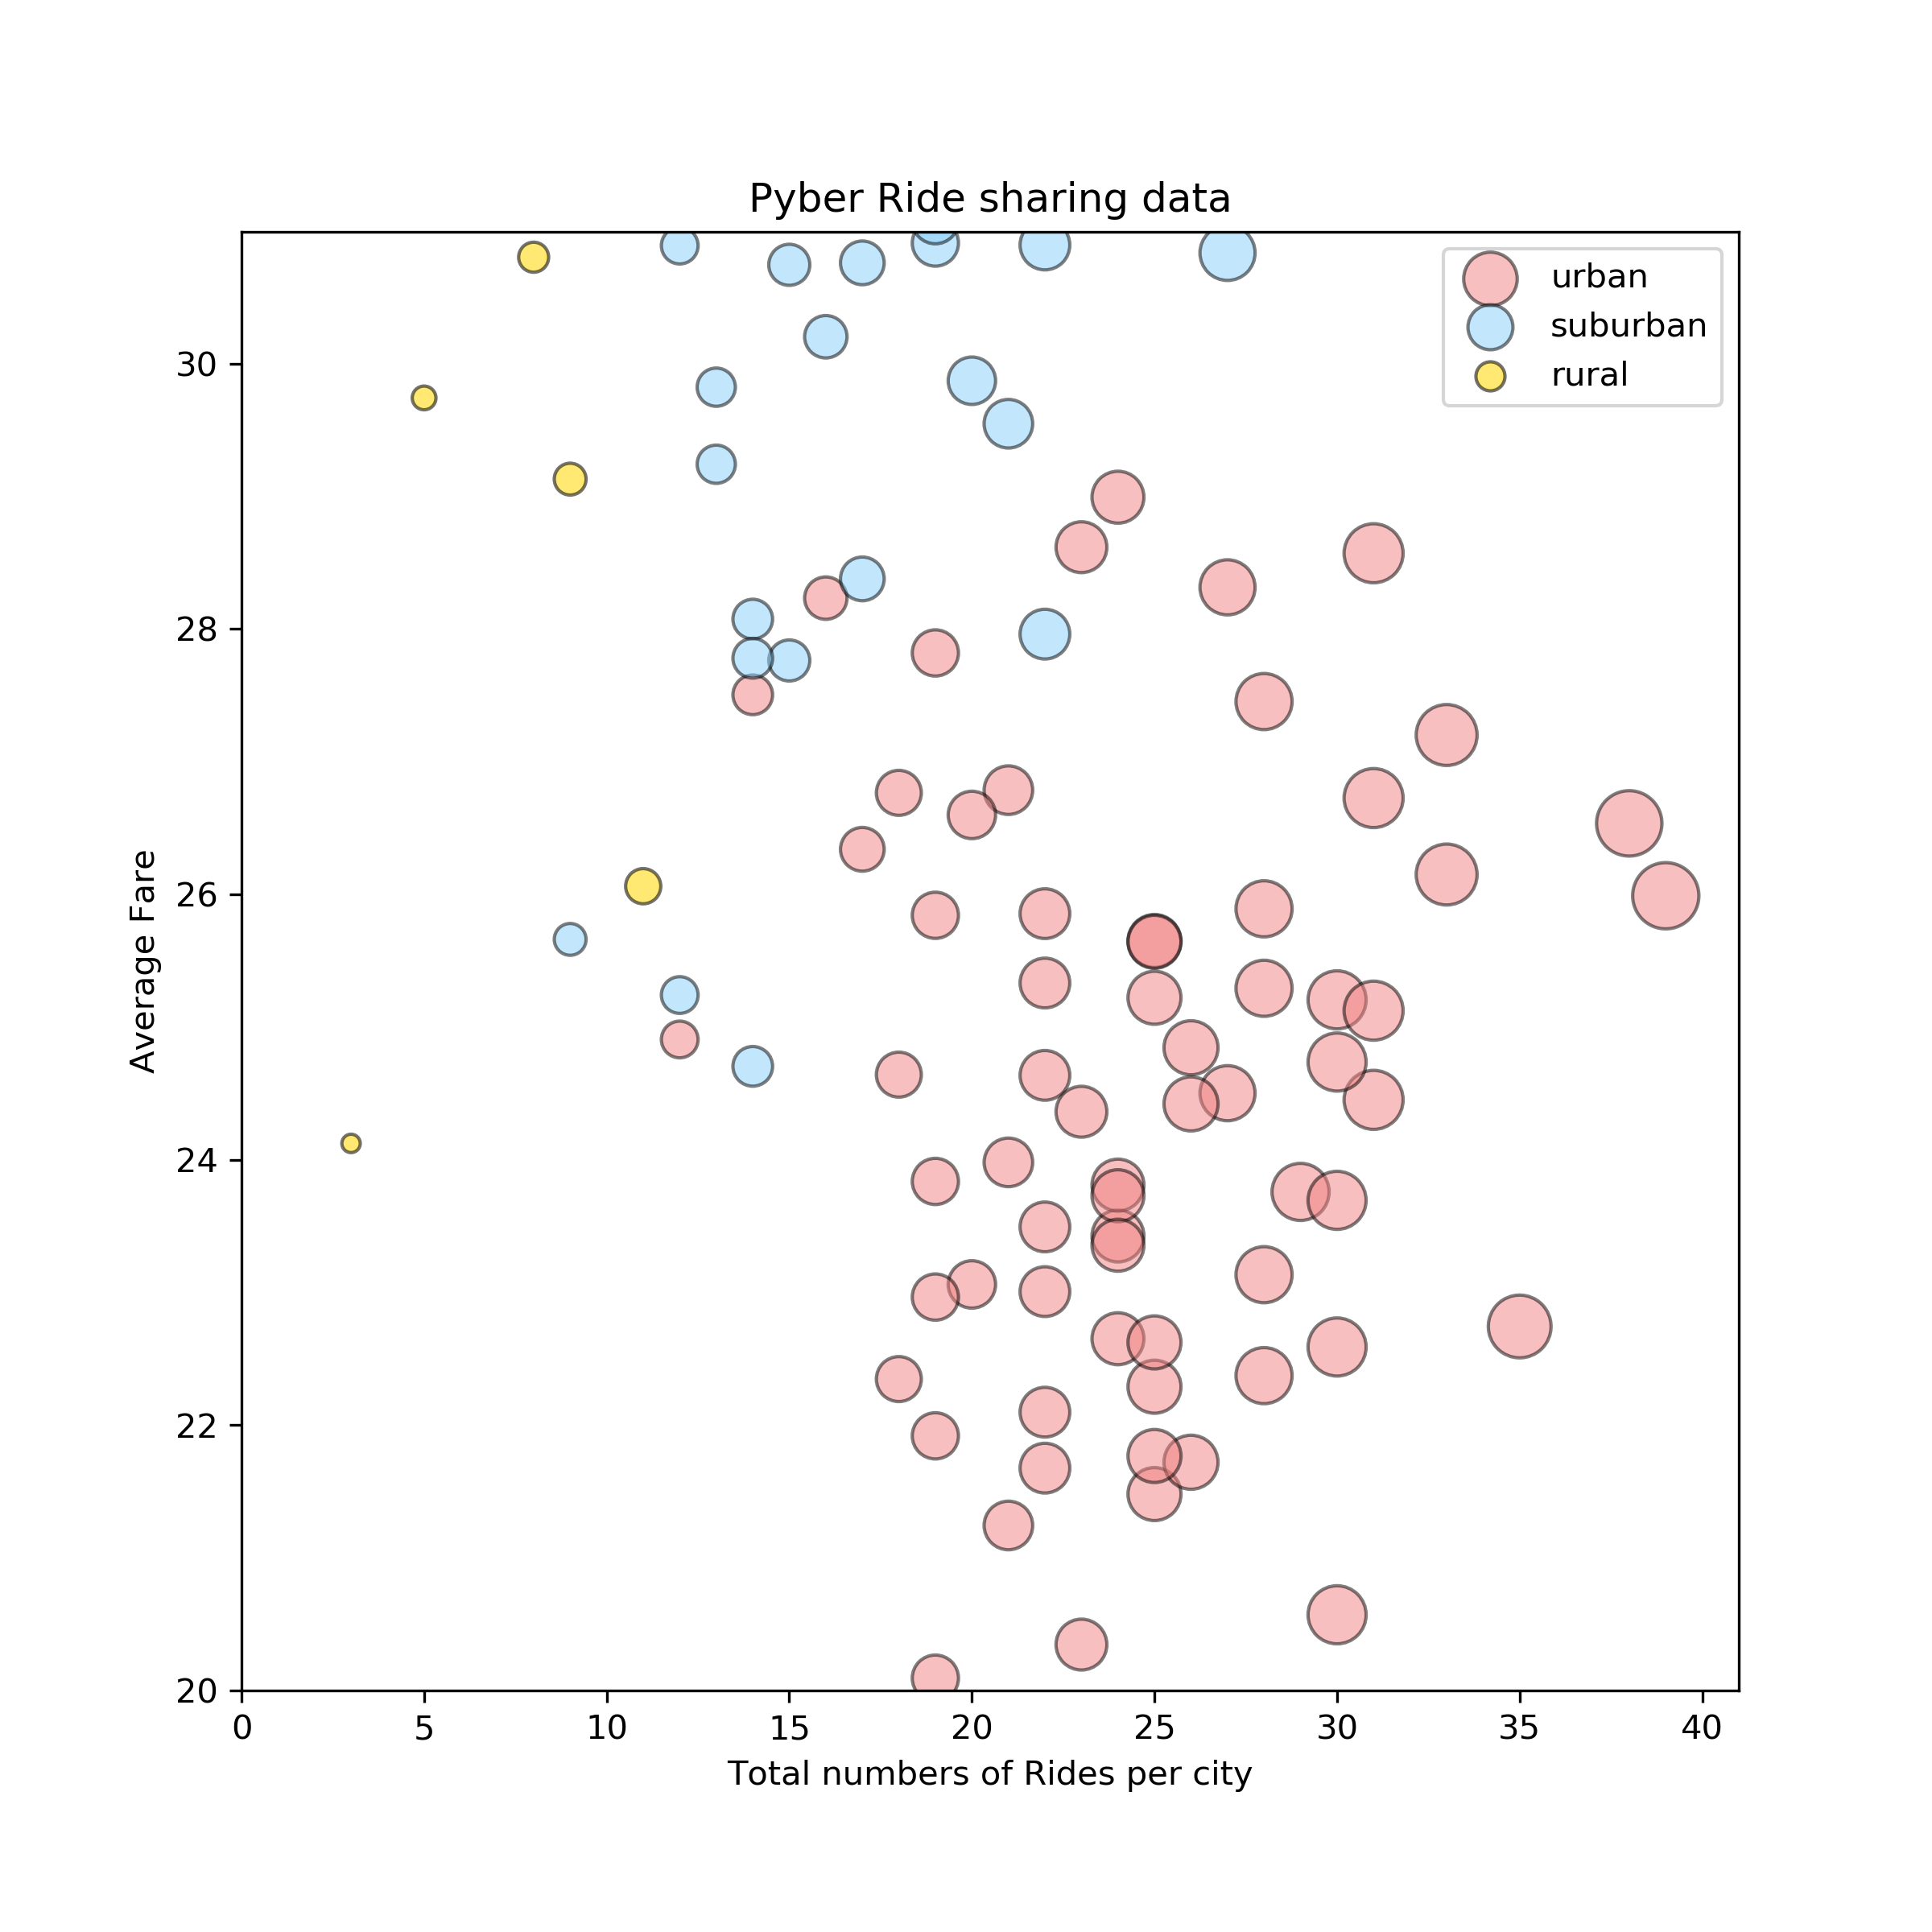 Pyber Ride sharing data
urban
suburban
rural
Average Fare
30
28
26
24
22
20
0 5 10 15 20 25 30 35 40
Total numbers of Rides per city